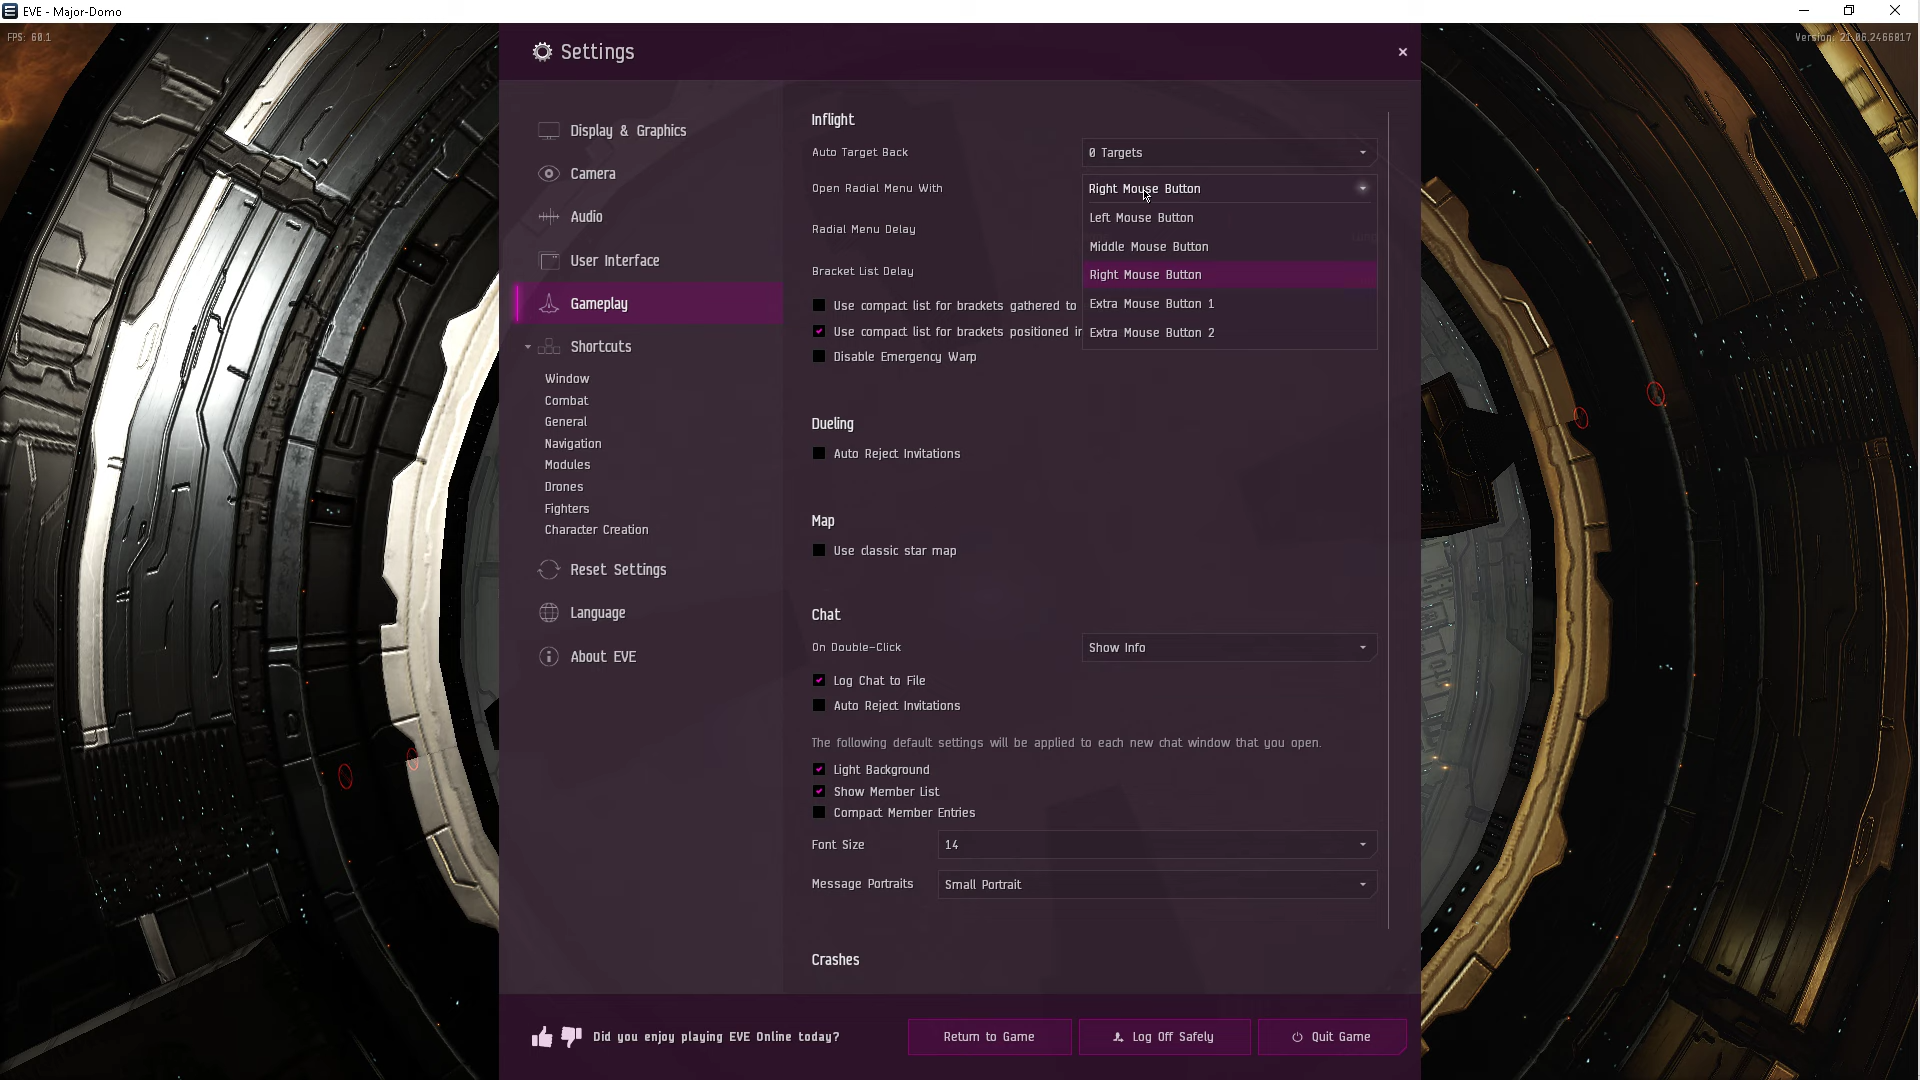 EVE - Major-Domo
FPS: 60.1
Version: 21.06.2466817
Settings
Display & Graphics
Camera
Audio
User Interface
Gameplay
Shortcuts
Window
Combat
General
Navigation
Modules
Drones
Fighters
Character Creation
Reset Settings
Language
About EVE
Inflight
Auto Target Back
0 Targets
Open Radial Menu With
Right Mouse Button
Left Mouse Button
Middle Mouse Button
Right Mouse Button
Extra Mouse Button 1
Extra Mouse Button 2
Radial Menu Delay
Bracket List Delay
Use compact list for brackets gathered to
Use compact list for brackets positioned in
Disable Emergency Warp
Dueling
Auto Reject Invitations
Map
Use classic star map
Chat
On Double-Click
Show Info
Log Chat to File
Auto Reject Invitations
The following default settings will be applied to each new chat window that you open.
Light Background
Show Member List
Compact Member Entries
Font Size
14
Message Portraits
Small Portrait
Crashes
Did you enjoy playing EVE Online today?
Return to Game
Log Off Safely
Quit Game